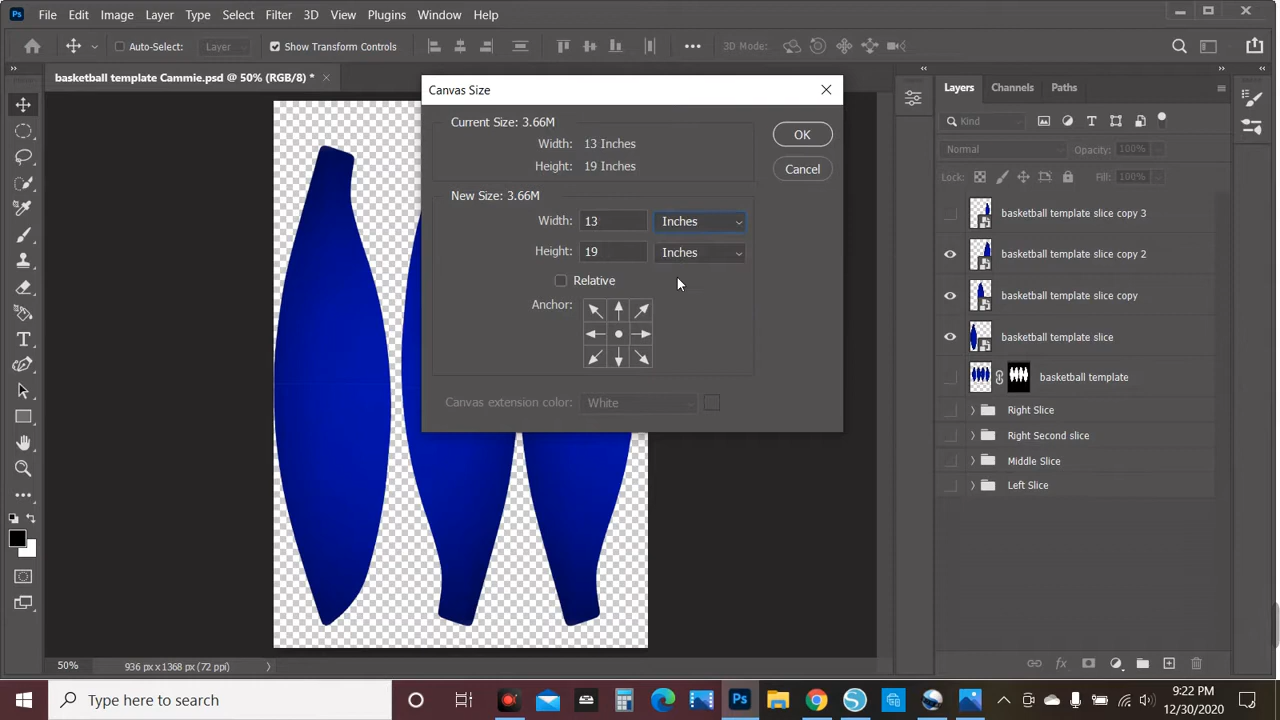 Ps File Edit Image Layer Type Select Filter 3D View Plugins Window Help
Auto-Select: Layer Show Transform Controls 3D Mode:
basketball template Cammie.psd @ 50% (RGB/8) *
Canvas Size
Current Size: 3.66M
Width: 13 Inches
Height: 19 Inches
OK
Cancel
New Size: 3.66M
Width: 13 Inches
Height: 19 Inches
Relative
Anchor:
Canvas extension color: White
Layers Channels Paths
Kind
Normal Opacity: 100%
Lock: Fill: 100%
basketball template slice copy 3
basketball template slice copy 2
basketball template slice copy
basketball template slice
basketball template
Right Slice
Right Second slice
Middle Slice
Left Slice
50% 936 px x 1368 px (72 ppi)
Type here to search
Ps
9:22 PM
12/30/2020